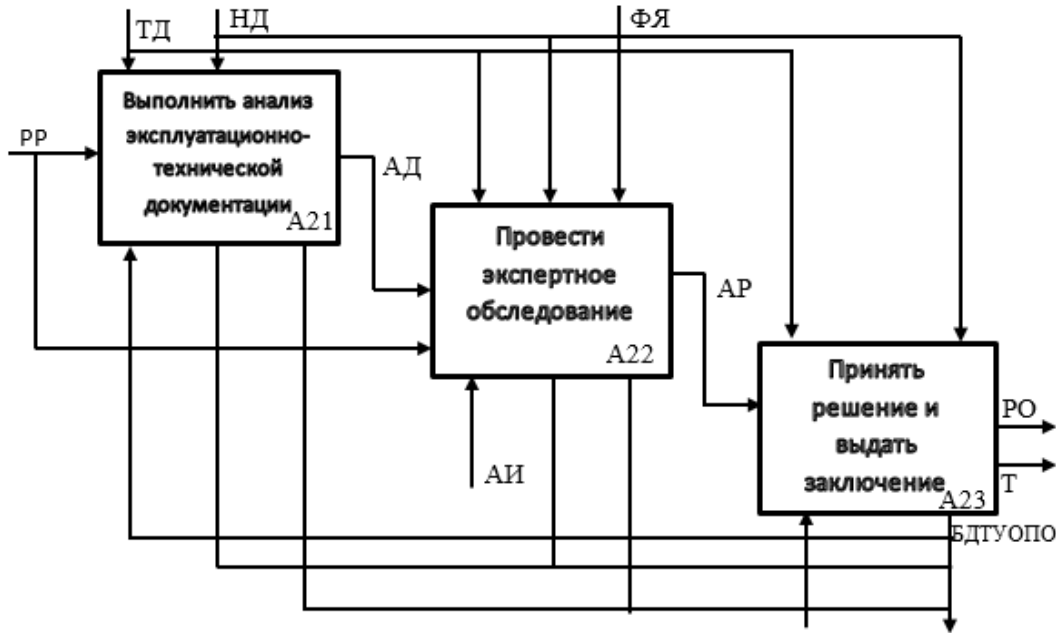 ТД
НД
ФЯ
Выполнить анализ
эксплуатационно-
технической
документации
А21
РР
АД
Провести
экспертное
обследование
А22
АР
АИ
Принять
решение и
выдать
заключение
А23
РО
Т
БДТУОПО